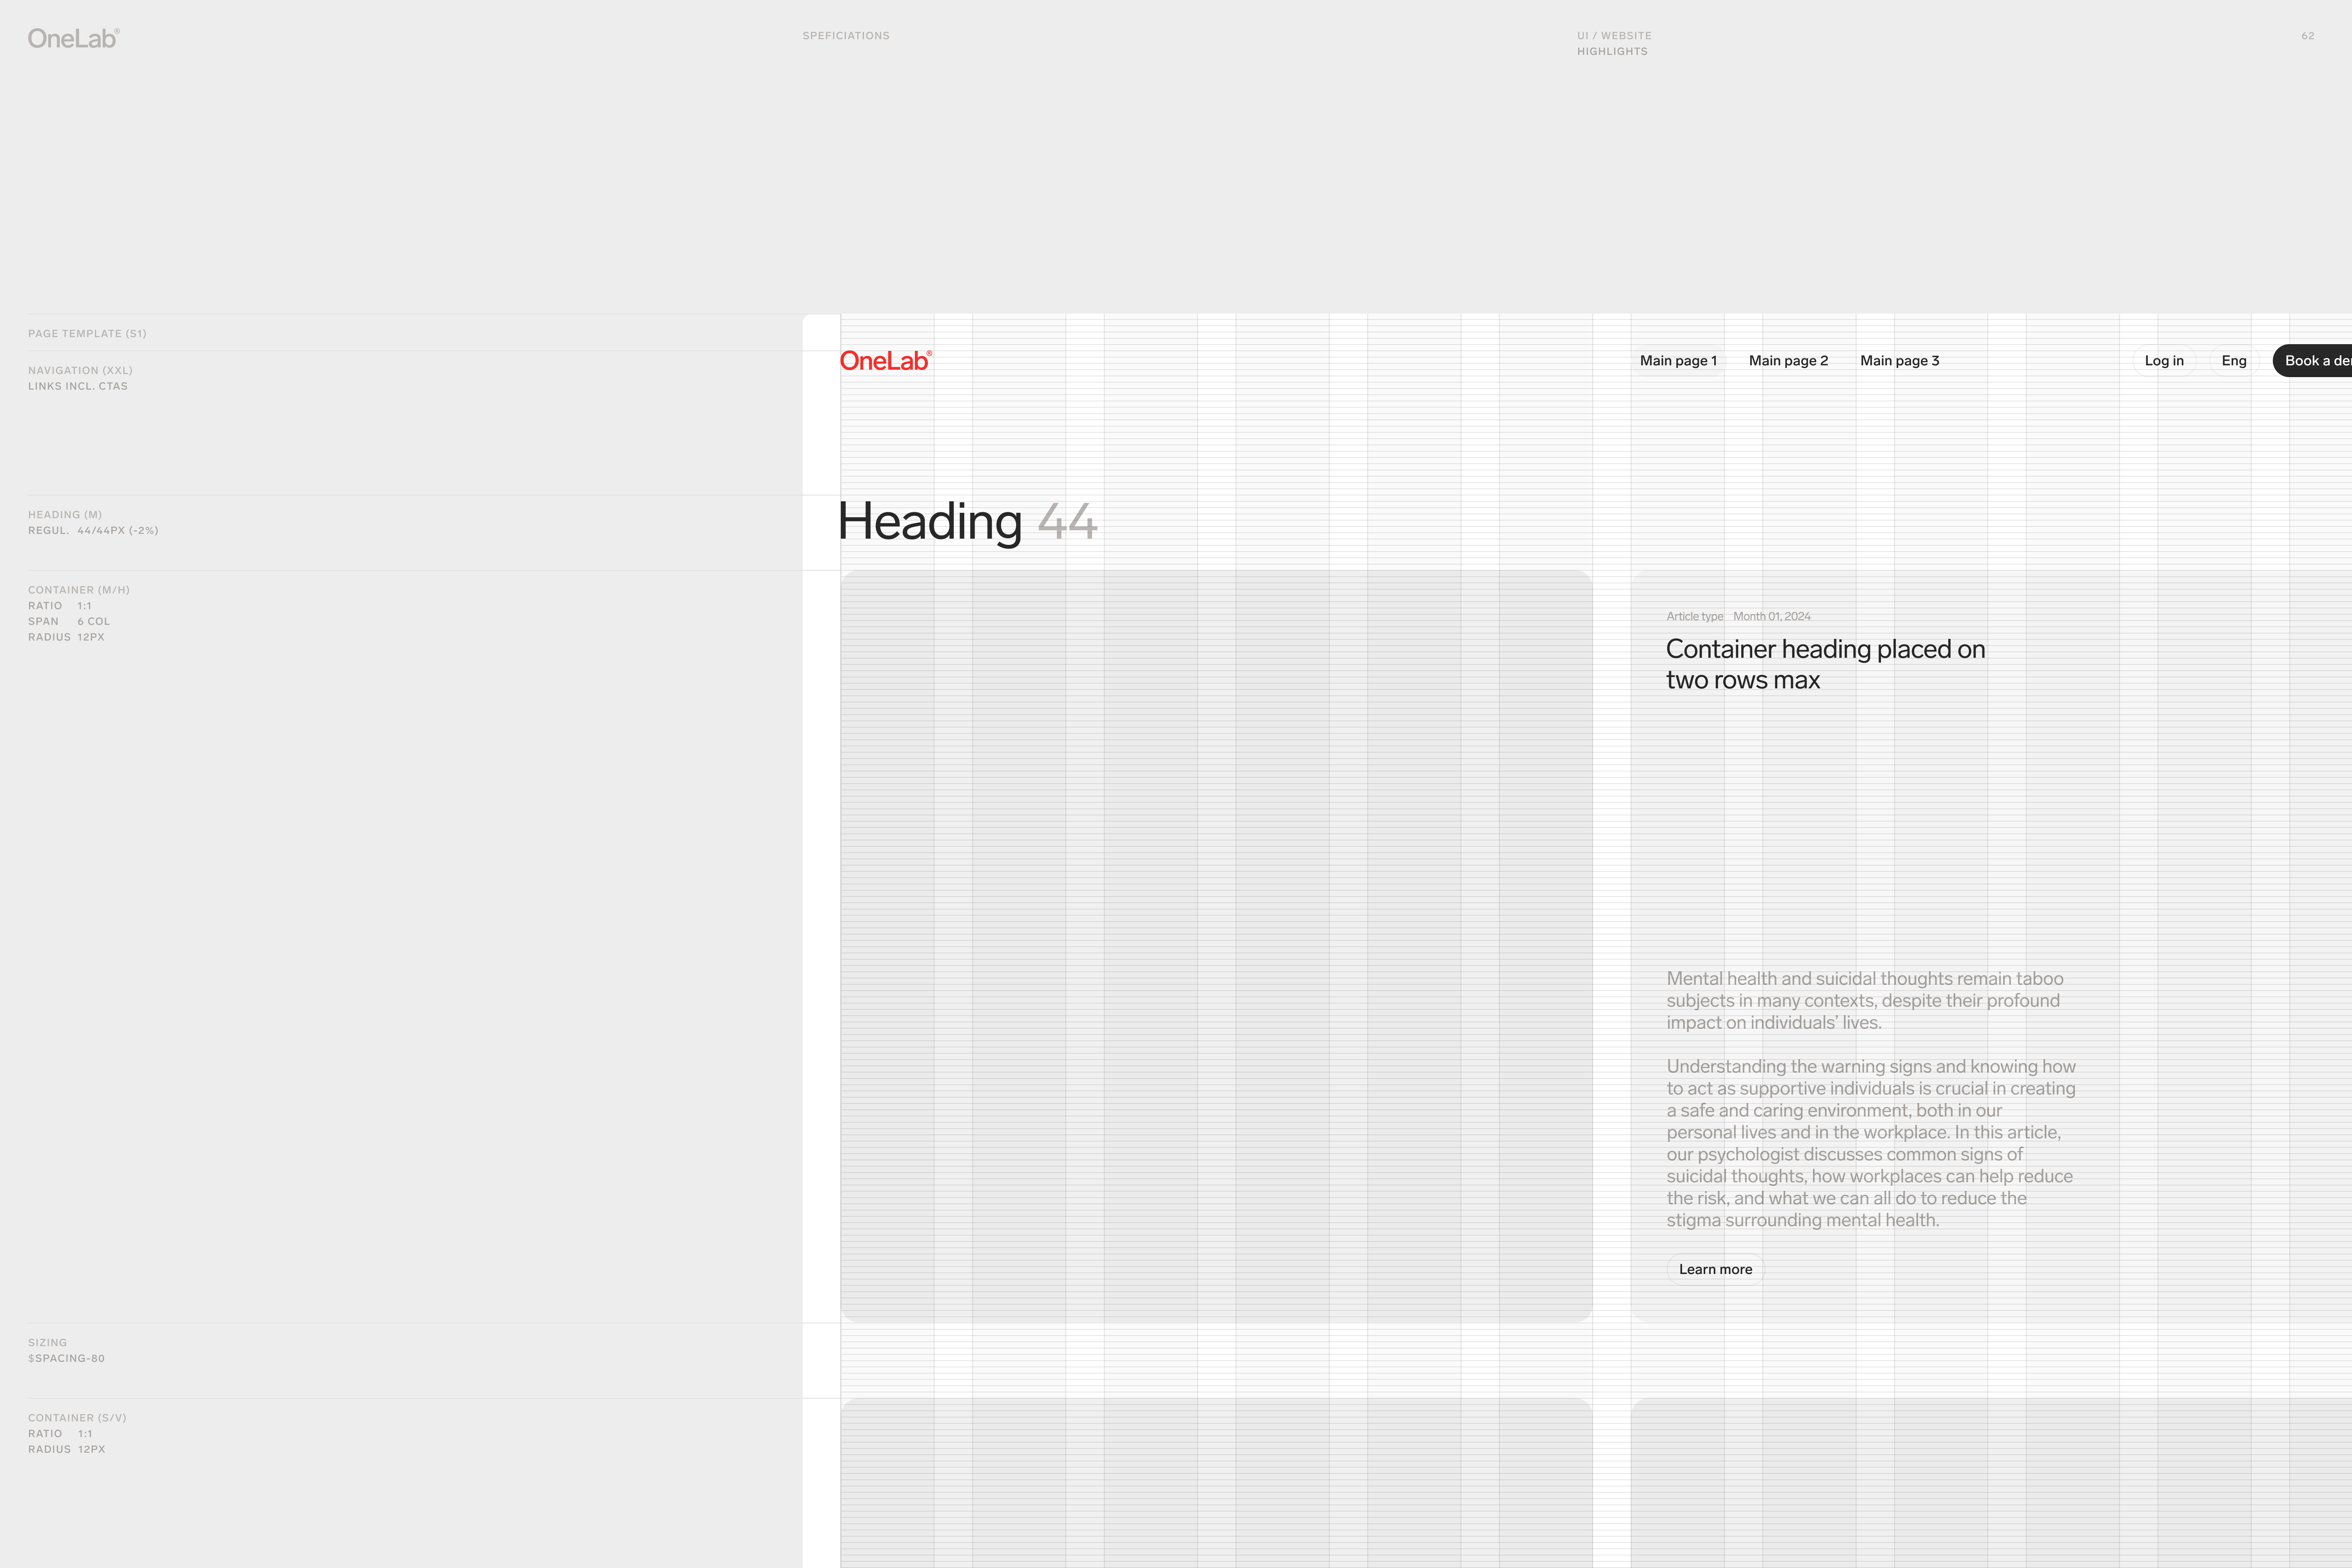 OneLab®
SPEFICIATIONS
UI / WEBSITE
HIGHLIGHTS
62
PAGE TEMPLATE (S1)
NAVIGATION (XXL)
LINKS INCL. CTAS
HEADING (M)
REGUL. 44/44PX (-2%)
CONTAINER (M/H)
RATIO 1:1
SPAN 6 COL
RADIUS 12PX
SIZING
$SPACING-80
CONTAINER (S/V)
RATIO 1:1
RADIUS 12PX
OneLab®
Main page 1 Main page 2 Main page 3 Log in Eng Book a de
Heading 44
Article type Month 01, 2024
Container heading placed on
two rows max
Mental health and suicidal thoughts remain taboo
subjects in many contexts, despite their profound
impact on individuals’ lives.
Understanding the warning signs and knowing how
to act as supportive individuals is crucial in creating
a safe and caring environment, both in our
personal lives and in the workplace. In this article,
our psychologist discusses common signs of
suicidal thoughts, how workplaces can help reduce
the risk, and what we can all do to reduce the
stigma surrounding mental health.
Learn more